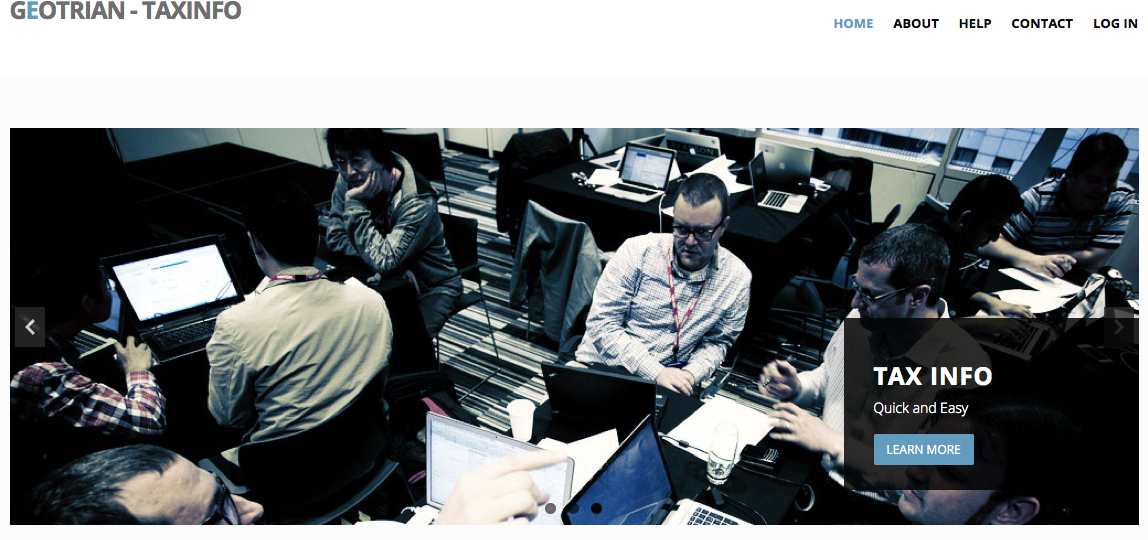 GEOTRIAN - TAXINFO
HOME ABOUT HELP CONTACT LOG IN
TAX INFO
Quick and Easy
LEARN MORE